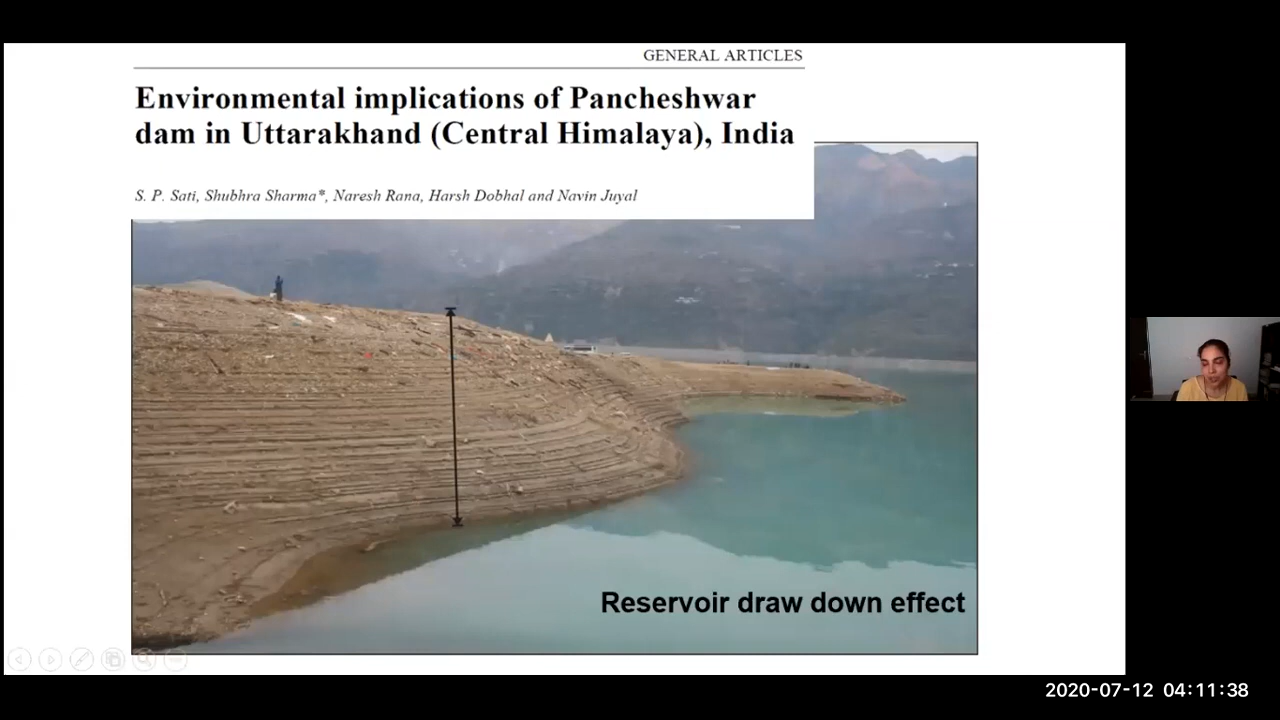 GENERAL ARTICLES
Environmental implications of Pancheshwar
dam in Uttarakhand (Central Himalaya), India
S. P. Sati, Shubhra Sharma*, Naresh Rana, Harsh Dobhal and Navin Juyal
Reservoir draw down effect
2020-07-12 04:11:38